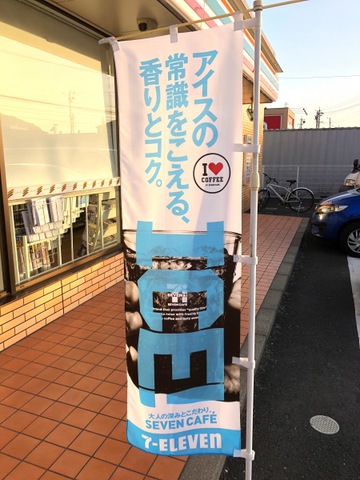 アイスの
常識をこえる、
香りとコク。
I ♥
COFFEE
ICE
大人の深みとこだわり。
SEVEN CAFÉ
7-ELEVEn